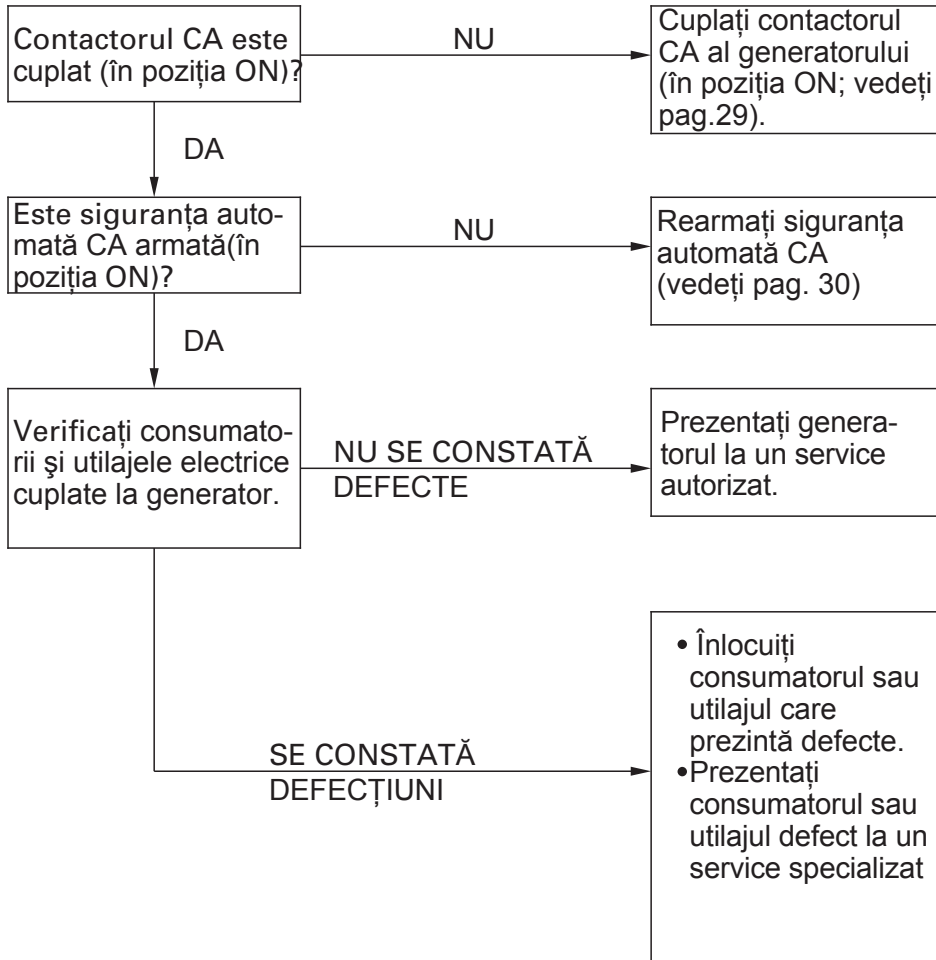 Contactorul CA este
cuplat (în poziția ON)?
NU
Cuplați contactorul
CA al generatorului
(în poziția ON; vedeți
pag.29).
DA
Este siguranța auto-
mată CA armată(în
poziția ON)?
NU
Rearmați siguranța
automată CA
(vedeți pag. 30)
DA
Verificați consumato-
rii şi utilajele electrice
cuplate la generator.
NU SE CONSTATĂ
DEFECTE
Prezentați genera-
torul la un service
autorizat.
SE CONSTATĂ
DEFECȚIUNI
• Înlocuiți
consumatorul sau
utilajul care
prezintă defecte.
•Prezentați
consumatorul sau
utilajul defect la un
service specializat